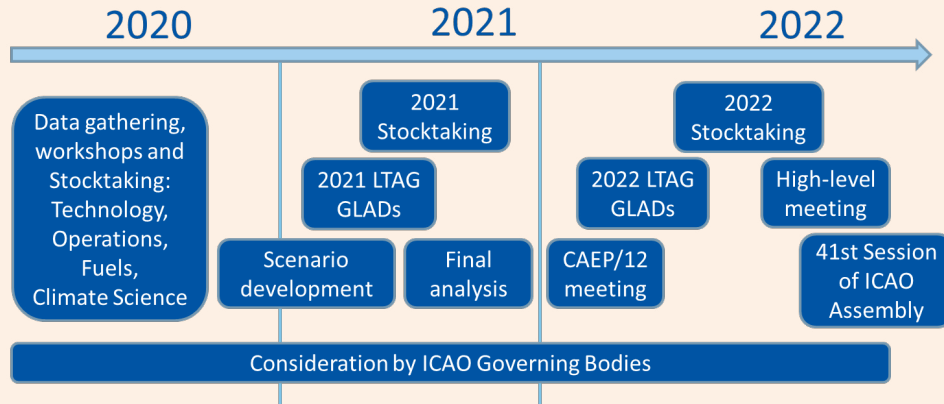 2020
2021
2022
Data gathering,
workshops and
Stocktaking:
Technology,
Operations,
Fuels,
Climate Science
2021
Stocktaking
2021 LTAG
GLADs
Scenario
development
Final
analysis
2022
Stocktaking
2022 LTAG
GLADs
High-level
meeting
CAEP/12
meeting
41st Session
of ICAO
Assembly
Consideration by ICAO Governing Bodies